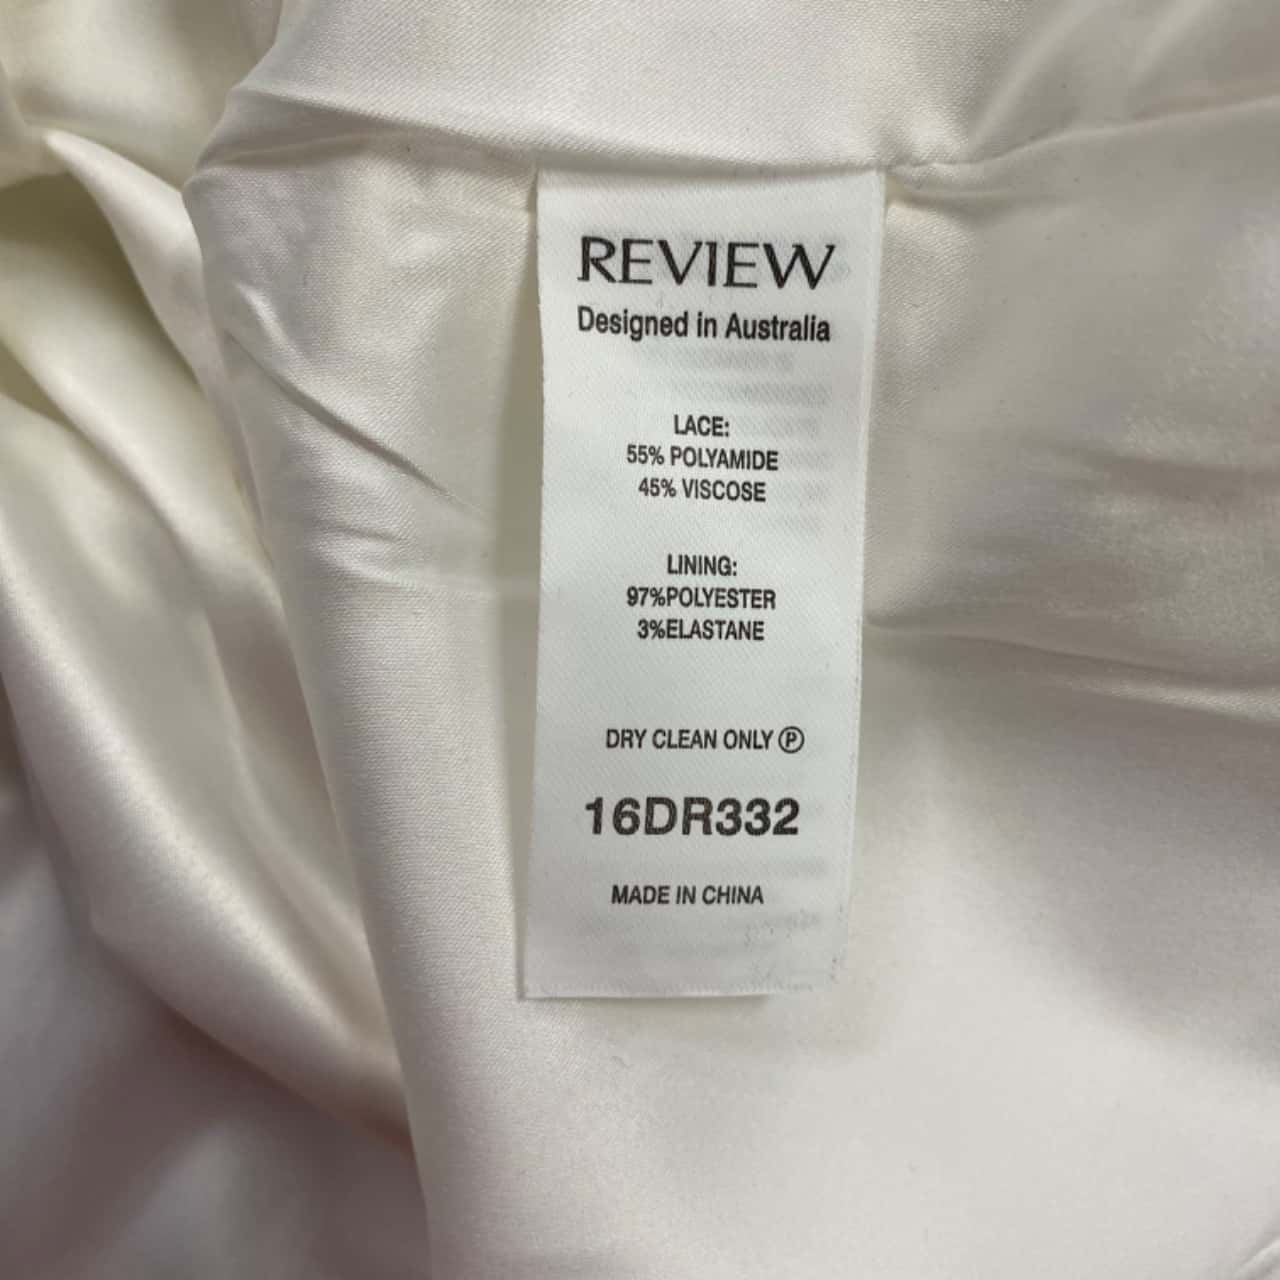 REVIEW
Designed in Australia
LACE:
55% POLYAMIDE
45% VISCOSE
LINING:
97%POLYESTER
3%ELASTANE
DRY CLEAN ONLY Ⓟ
16DR332
MADE IN CHINA